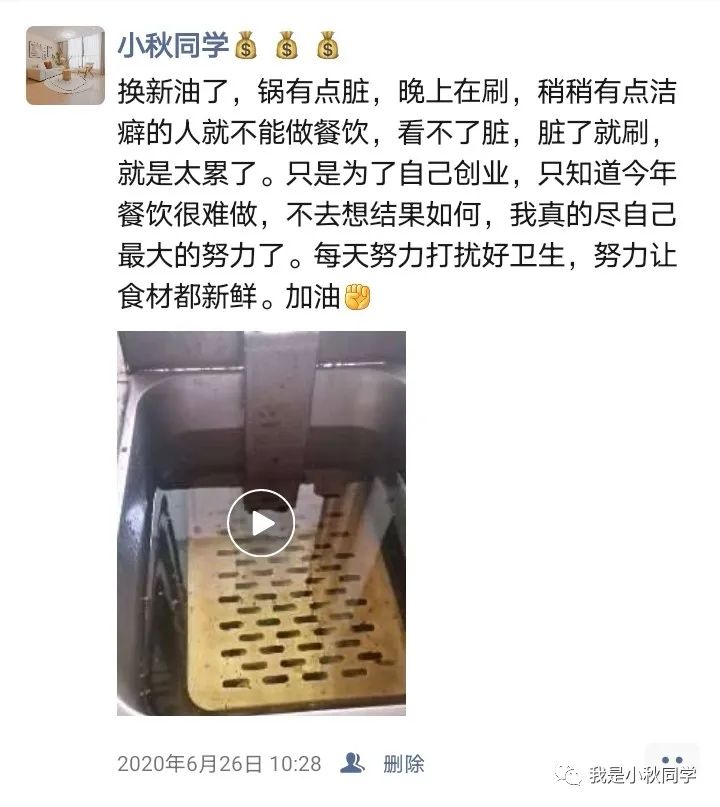 小秋同学💰 💰 💰
换新油了，锅有点脏，晚上在刷，稍稍有点洁
癖的人就不能做餐饮，看不了脏，脏了就刷，
就是太累了。只是为了自己创业，只知道今年
餐饮很难做，不去想结果如何，我真的尽自己
最大的努力了。每天努力打扰好卫生，努力让
食材都新鲜。加油✊
2020年6月26日 10:28 删除
我是小秋同学